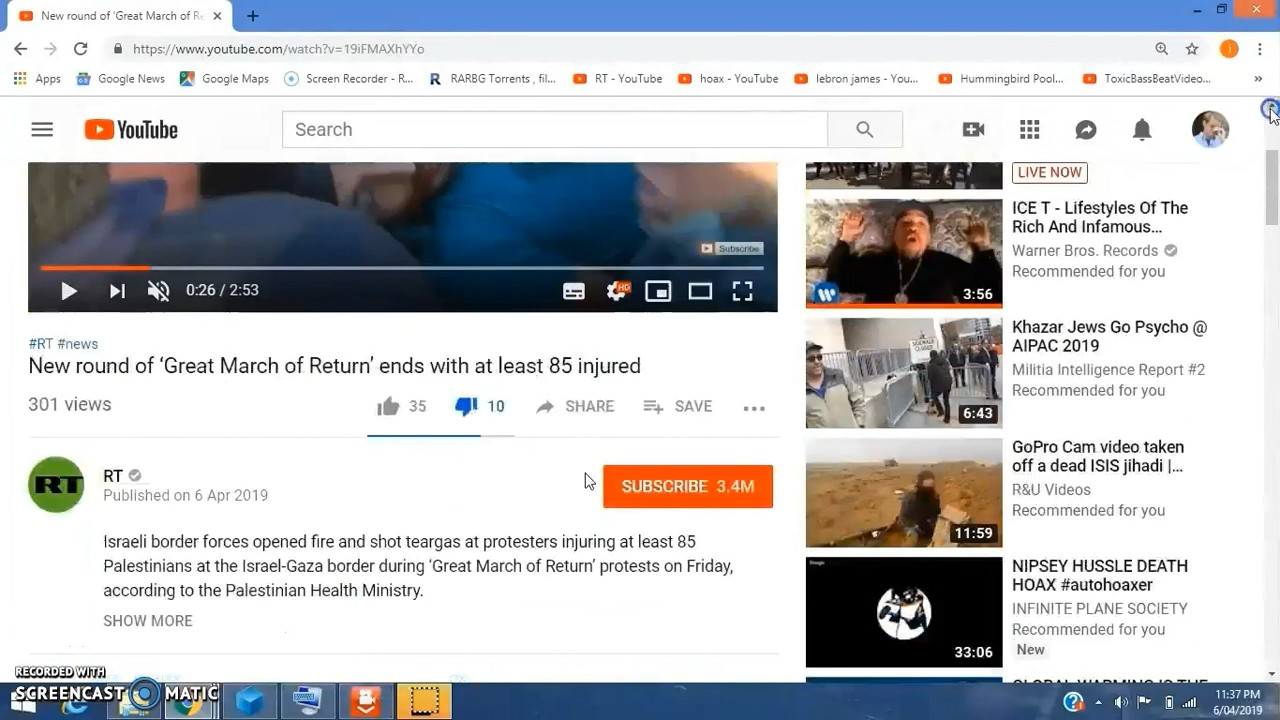 New round of ‘Great March of Re
https://www.youtube.com/watch?v=19iFMAXhYYo
Apps
Google News
Google Maps
Screen Recorder - R...
RARBG Torrents , fil...
RT - YouTube
hoax - YouTube
lebron james - You...
Hummingbird Pool...
ToxicBassBeatVideo...
YouTube
Search
Subscribe
0:26 / 2:53
HD
#RT #news
New round of ‘Great March of Return’ ends with at least 85 injured
301 views
35
10
SHARE
SAVE
RT
RT
Published on 6 Apr 2019
SUBSCRIBE 3.4M
Israeli border forces opened fire and shot teargas at protesters injuring at least 85
Palestinians at the Israel-Gaza border during ‘Great March of Return’ protests on Friday,
according to the Palestinian Health Ministry.
SHOW MORE
LIVE NOW
ICE T - Lifestyles Of The
Rich And Infamous...
Warner Bros. Records
Recommended for you
3:56
Khazar Jews Go Psycho @
AIPAC 2019
Militia Intelligence Report #2
Recommended for you
6:43
GoPro Cam video taken
off a dead ISIS jihadi |...
R&U Videos
Recommended for you
11:59
NIPSEY HUSSLE DEATH
HOAX #autohoaxer
INFINITE PLANE SOCIETY
Recommended for you
New
33:06
GLOBAL WARMING IS THE
RECORDED WITH
SCREENCAST MATIC
11:37 PM
6/04/2019